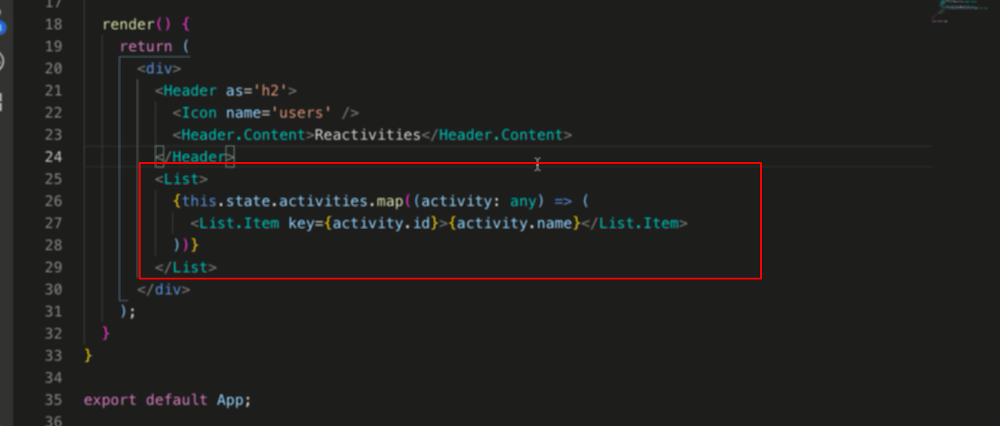 17
18 render() {
19 return (
20 <div>
21 <Header as='h2'>
22 <Icon name='users' />
23 <Header.Content>Reactivities</Header.Content>
24 </Header>
25 <List>
26 {this.state.activities.map((activity: any) => (
27 <List.Item key={activity.id}>{activity.name}</List.Item>
28 ))}
29 </List>
30 </div>
31 );
32 }
33 }
34
35 export default App;
36